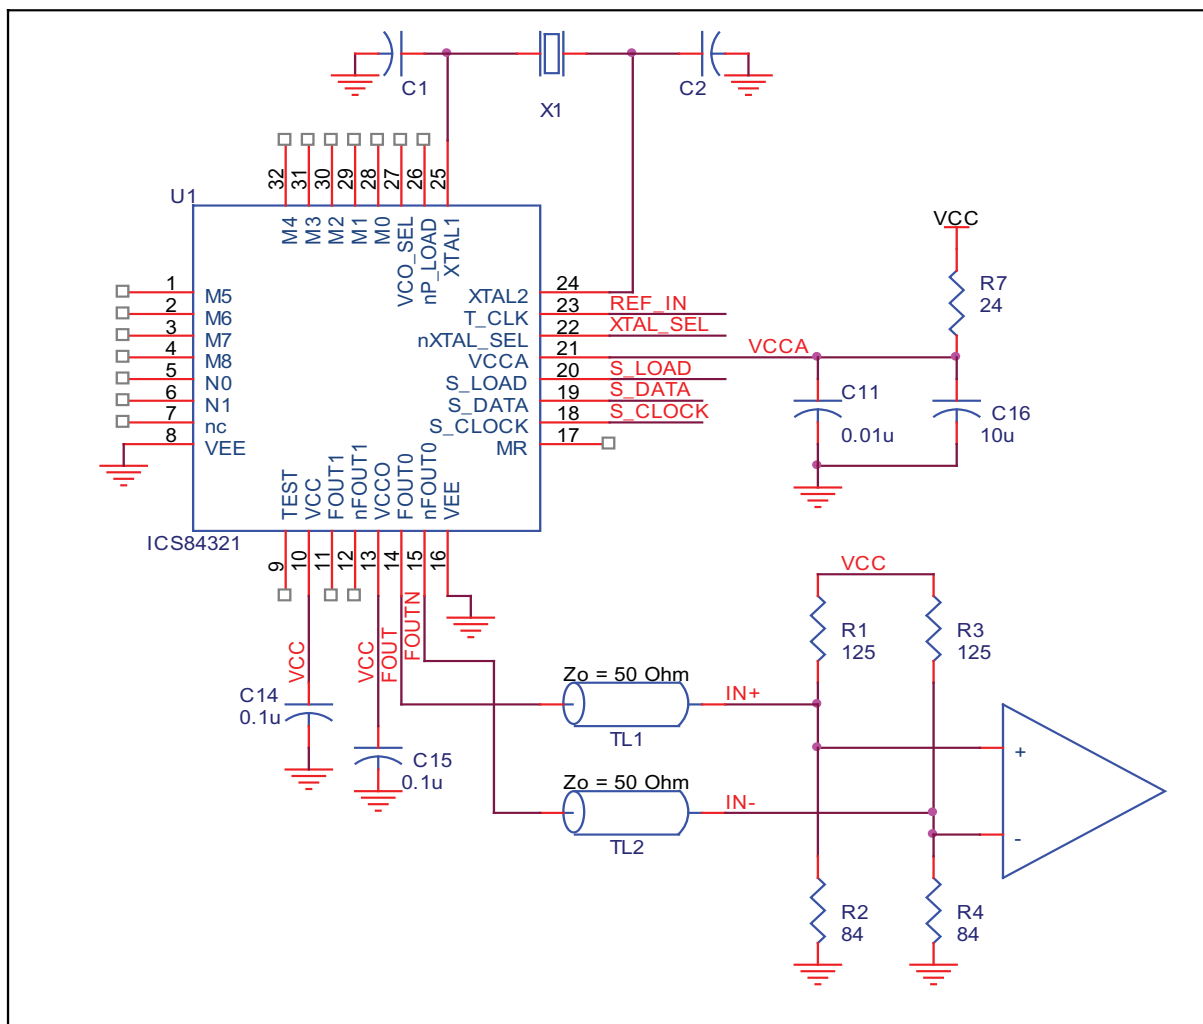 C1
X1
C2
U1
32
31
30
29
28
27
26
25
M4
M3
M2
M1
M0
VCO_SEL
nP_LOAD
XTAL1
1
2
3
4
5
6
7
8
M5
M6
M7
M8
N0
N1
nc
VEE
XTAL2
T_CLK
nXTAL_SEL
VCCA
S_LOAD
S_DATA
S_CLOCK
MR
24
23
22
21
20
19
18
17
REF_IN
XTAL_SEL
VCCA
S_LOAD
S_DATA
S_CLOCK
VCC
R7
24
C11
0.01u
C16
10u
TEST
VCC
FOUT1
nFOUT1
VCCO
FOUT0
nFOUT0
VEE
ICS84321
9
10
11
12
13
14
15
16
VCC
VCC
FOUT
FOUTN
C14
0.1u
C15
0.1u
Zo = 50 Ohm
TL1
Zo = 50 Ohm
TL2
IN+
IN-
VCC
R1
125
R3
125
+
-
R2
84
R4
84